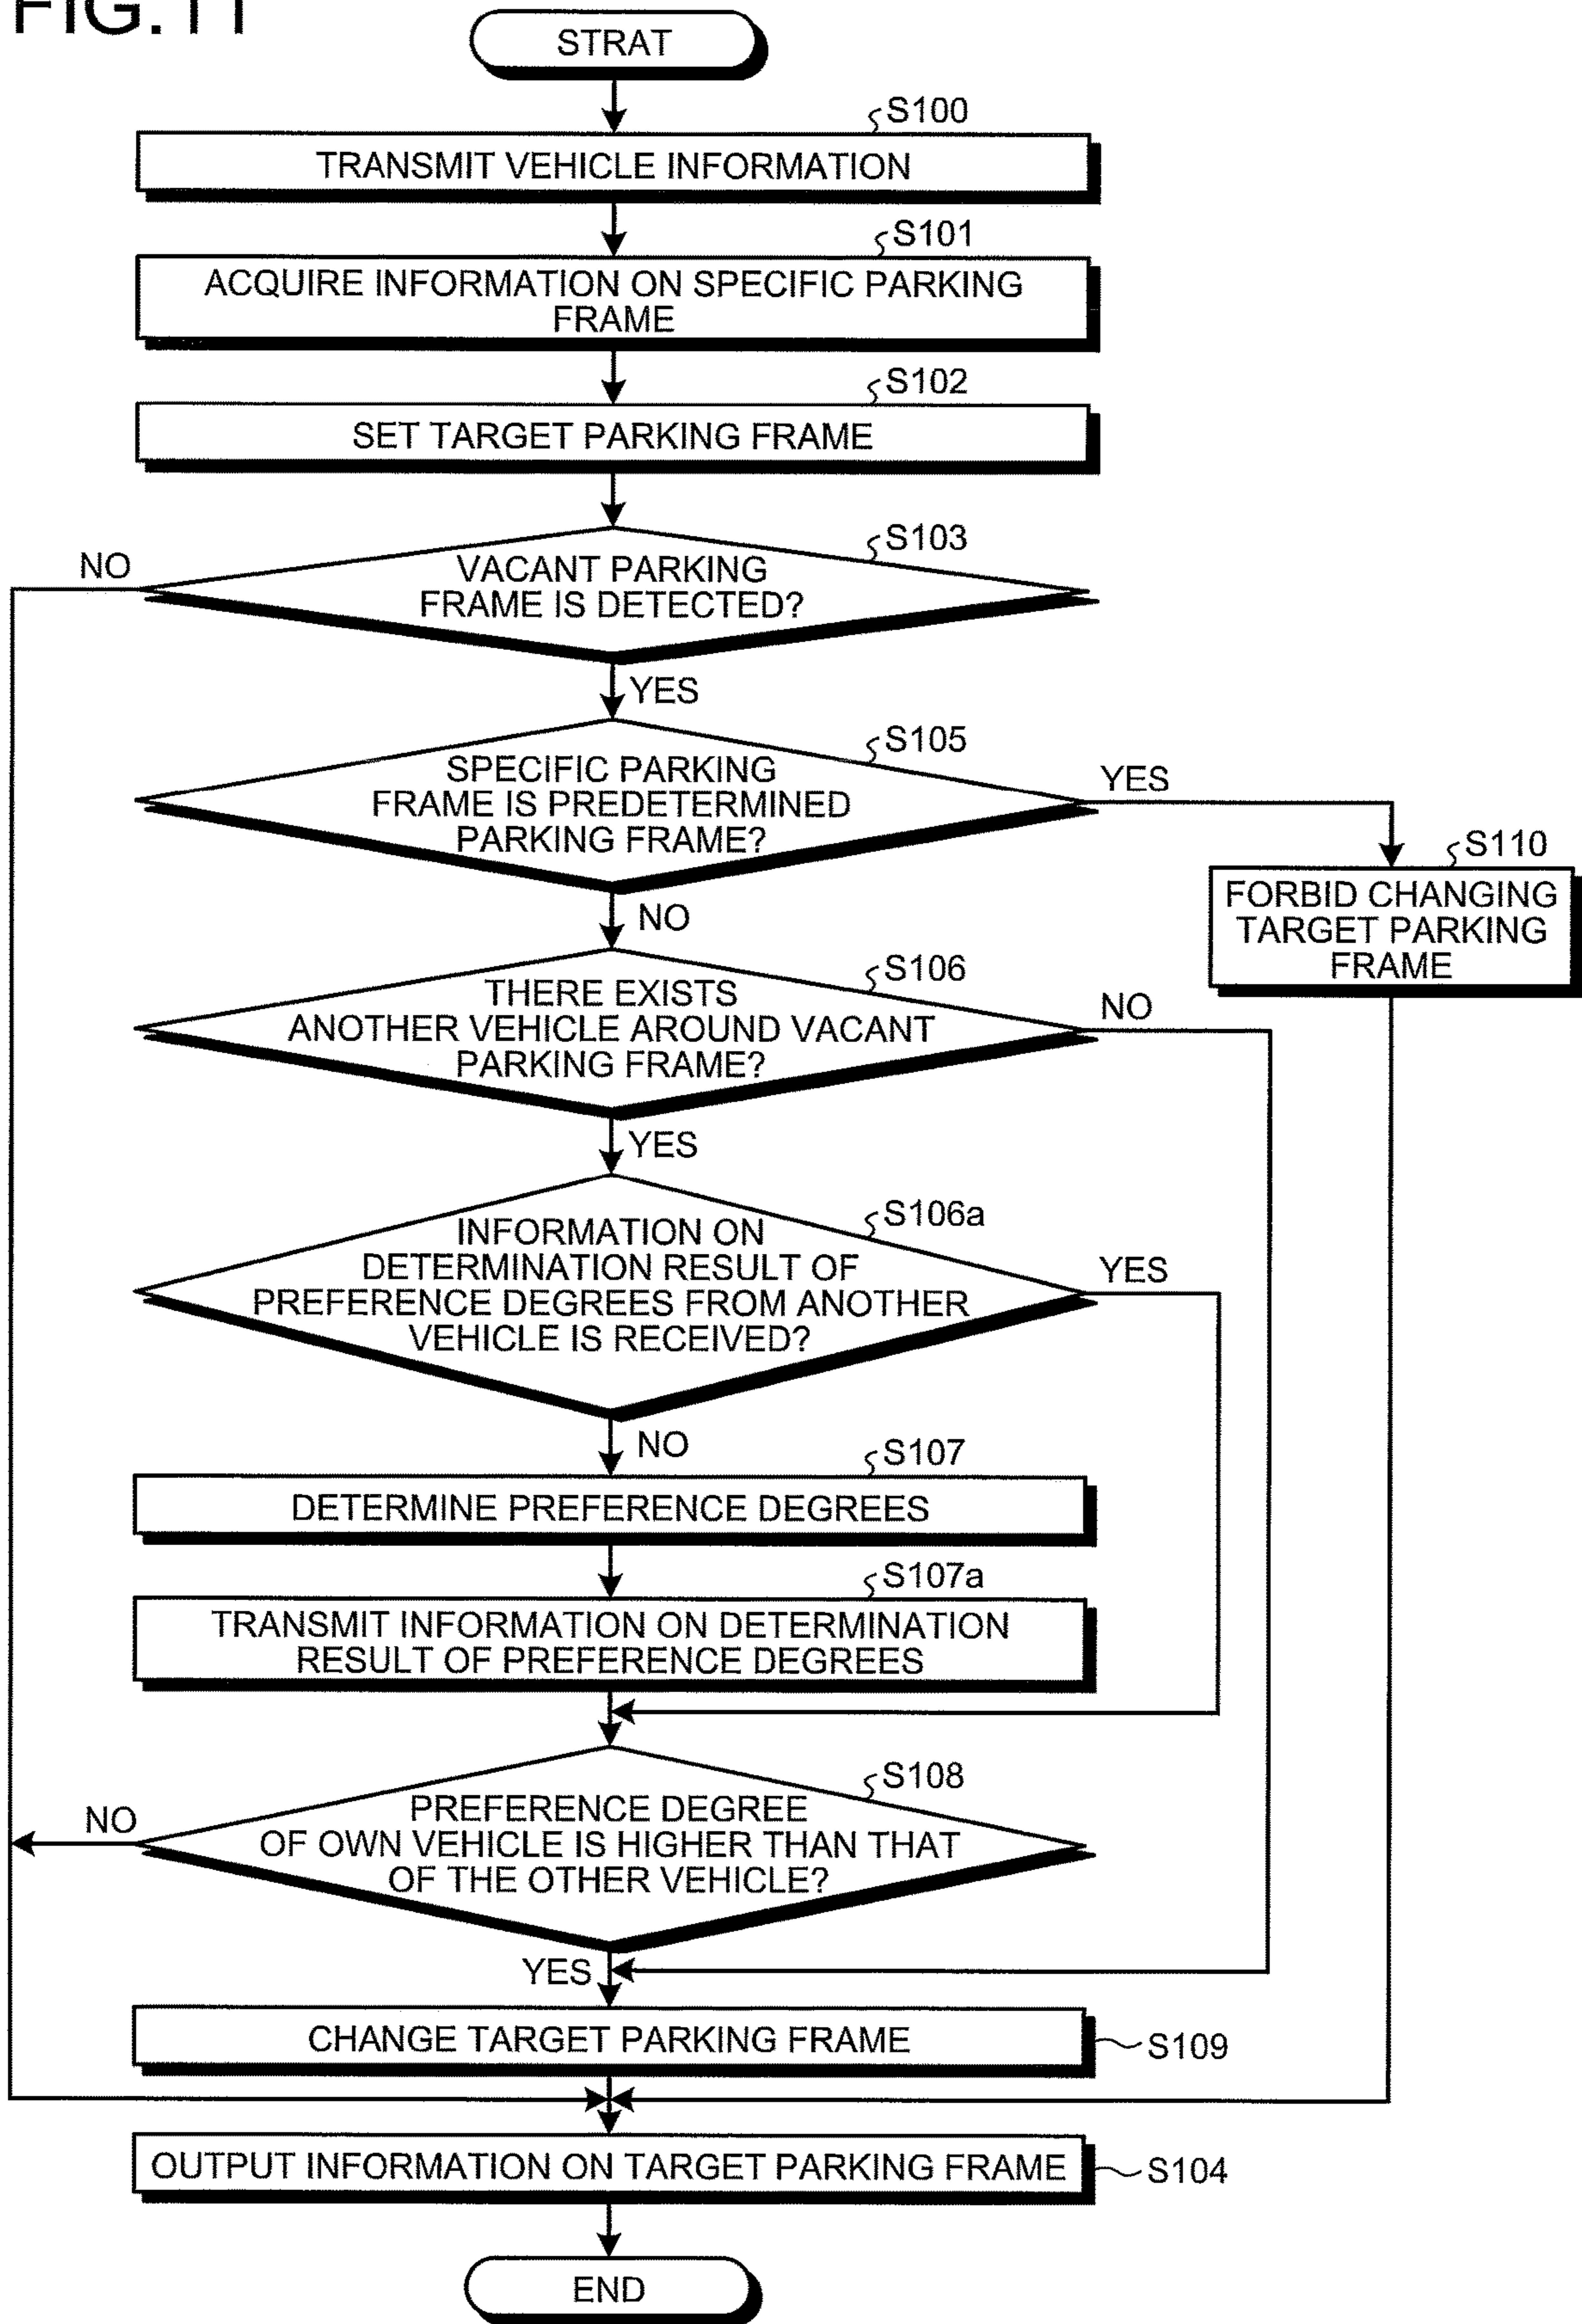 FIG. 11
STRAT
S100
TRANSMIT VEHICLE INFORMATION
S101
ACQUIRE INFORMATION ON SPECIFIC PARKING
FRAME
S102
SET TARGET PARKING FRAME
S103
NO
VACANT PARKING
FRAME IS DETECTED?
YES
S105
SPECIFIC PARKING
FRAME IS PREDETERMINED
PARKING FRAME?
YES
S110
FORBID CHANGING
TARGET PARKING
FRAME
NO
S106
THERE EXISTS
ANOTHER VEHICLE AROUND VACANT
PARKING FRAME?
NO
YES
S106a
INFORMATION ON
DETERMINATION RESULT OF
PREFERENCE DEGREES FROM ANOTHER
VEHICLE IS RECEIVED?
YES
NO
S107
DETERMINE PREFERENCE DEGREES
S107a
TRANSMIT INFORMATION ON DETERMINATION
RESULT OF PREFERENCE DEGREES
S108
NO
PREFERENCE DEGREE
OF OWN VEHICLE IS HIGHER THAN THAT
OF THE OTHER VEHICLE?
YES
CHANGE TARGET PARKING FRAME
S109
OUTPUT INFORMATION ON TARGET PARKING FRAME
S104
END